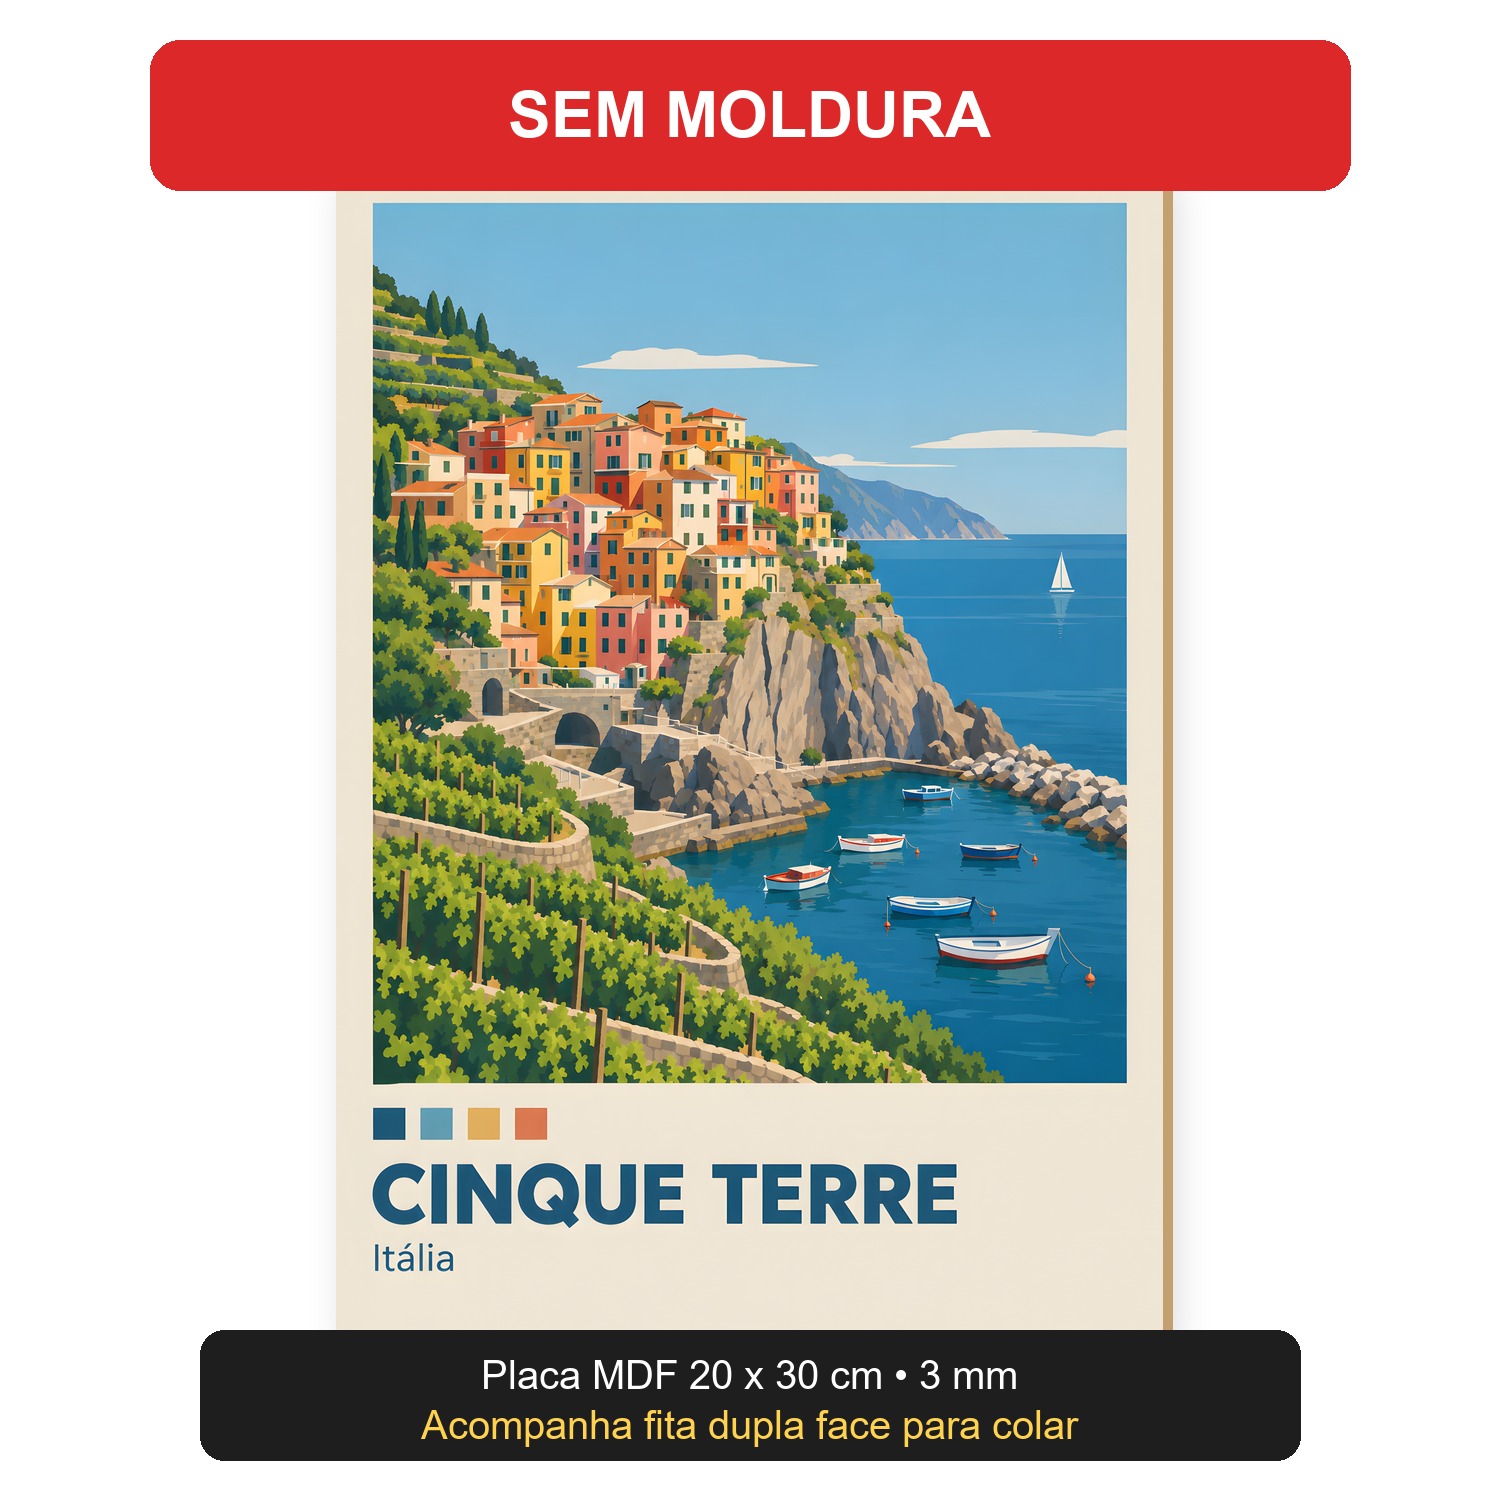 SEM MOLDURA
CINQUE TERRE
Itália
Placa MDF 20 x 30 cm • 3 mm
Acompanha fita dupla face para colar